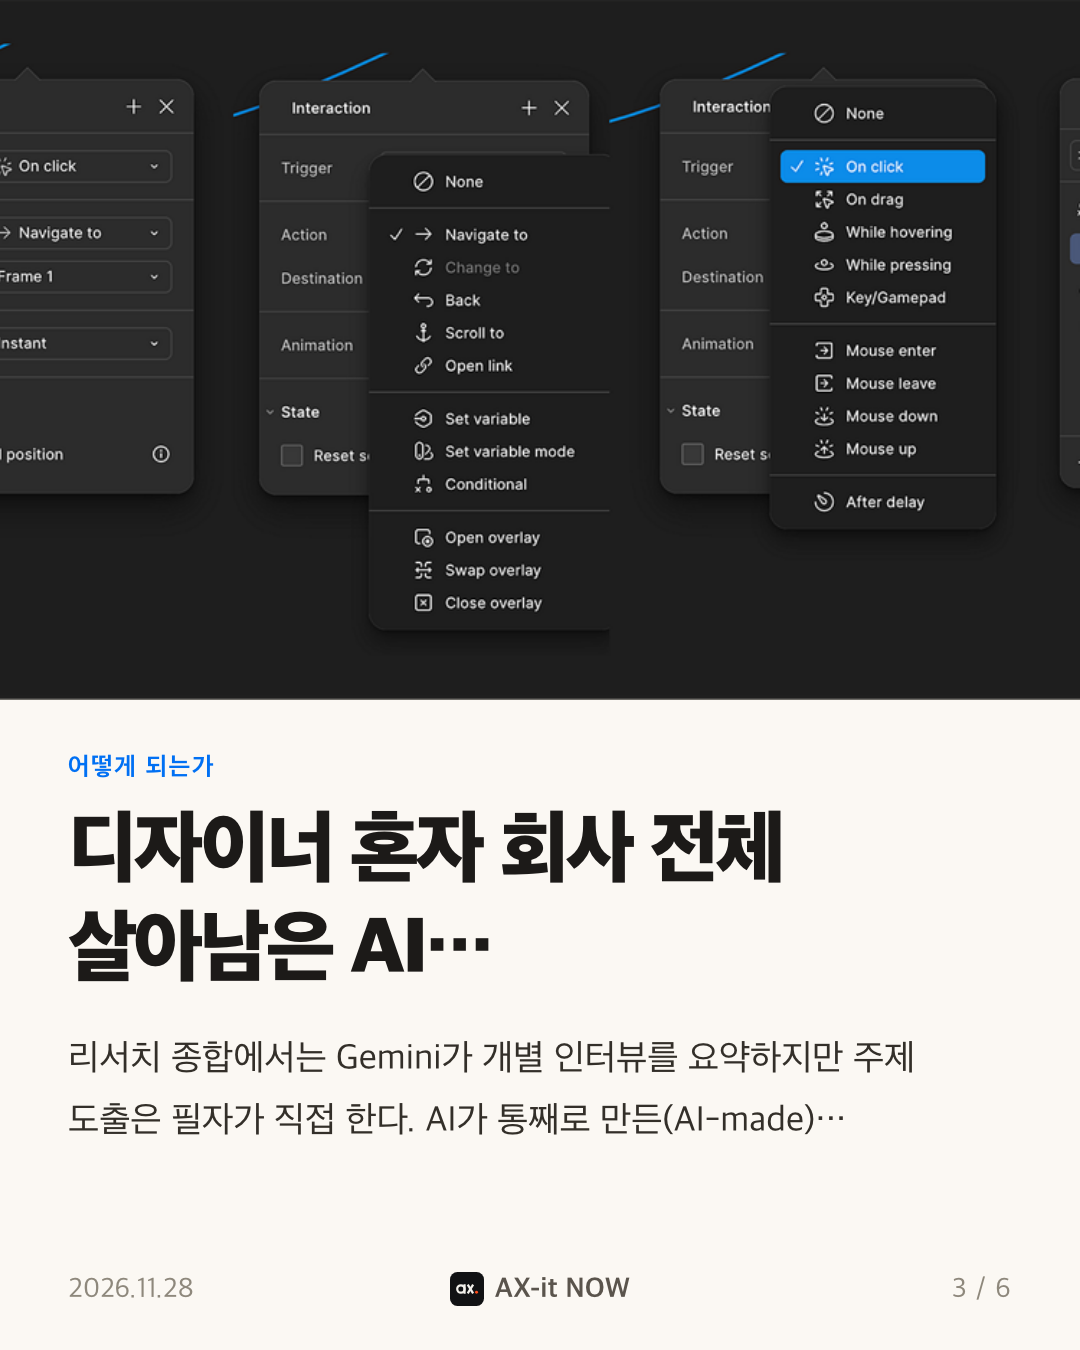 On click
Navigate to
Frame 1
Instant
position
Interaction
Trigger
Action
Destination
Animation
State
Reset s
None
Navigate to
Change to
Back
Scroll to
Open link
Set variable
Set variable mode
Conditional
Open overlay
Swap overlay
Close overlay
Interaction
Trigger
Action
Destination
Animation
State
Reset s
None
On click
On drag
While hovering
While pressing
Key/Gamepad
Mouse enter
Mouse leave
Mouse down
Mouse up
After delay
어떻게 되는가
디자이너 혼자 회사 전체
살아남은 AI…
리서치 종합에서는 Gemini가 개별 인터뷰를 요약하지만 주제
도출은 필자가 직접 한다. AI가 통째로 만든(AI-made)…
2026.11.28
ax. AX-it NOW
3 / 6